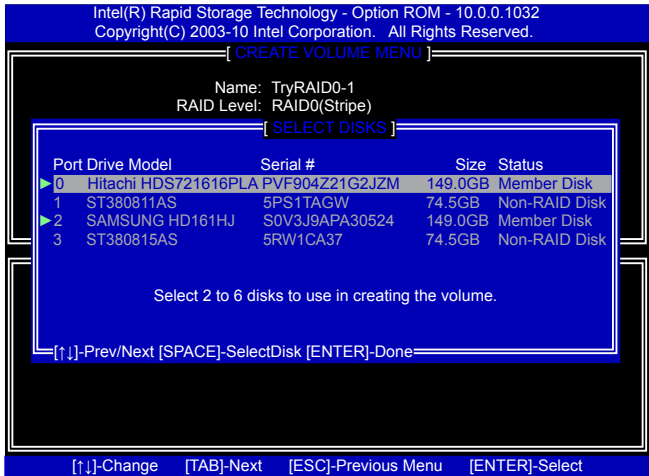 Intel(R) Rapid Storage Technology - Option ROM - 10.0.0.1032
Copyright(C) 2003-10 Intel Corporation. All Rights Reserved.
[ CREATE VOLUME MENU ]
Name: TryRAID0-1
RAID Level: RAID0(Stripe)
[ SELECT DISKS ]
Port Drive Model Serial # Size Status
0 Hitachi HDS721616PLA PVF904Z21G2JZM 149.0GB Member Disk
1 ST380811AS 5PS1TAGW 74.5GB Non-RAID Disk
2 SAMSUNG HD161HJ S0V3J9APA30524 149.0GB Member Disk
3 ST380815AS 5RW1CA37 74.5GB Non-RAID Disk
Select 2 to 6 disks to use in creating the volume.
[↑↓]-Prev/Next [SPACE]-SelectDisk [ENTER]-Done
[↑↓]-Change [TAB]-Next [ESC]-Previous Menu [ENTER]-Select